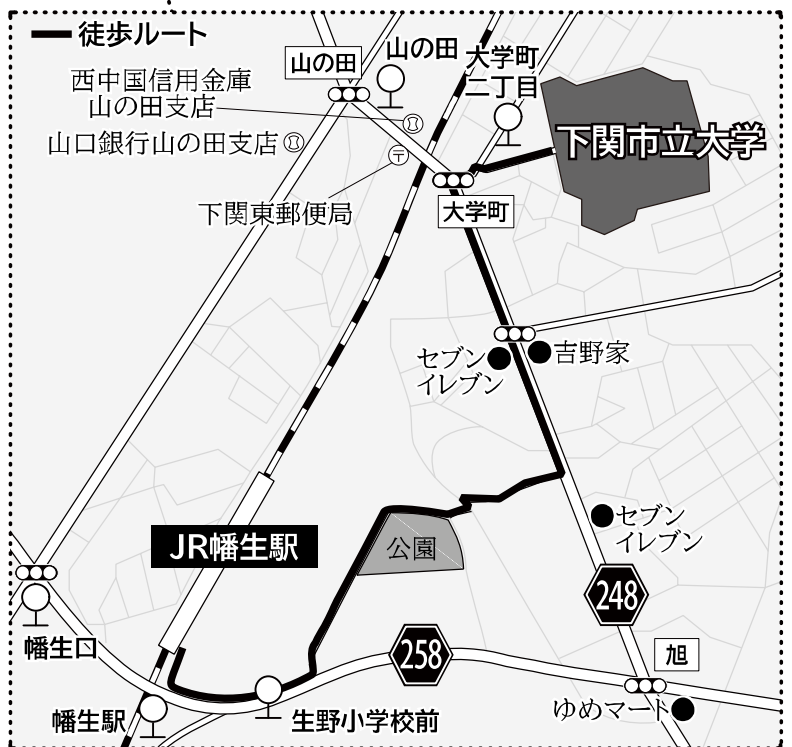 徒歩ルート
山の田
山の田
大学町
二丁目
西中国信用金庫
山の田支店
山口銀行山の田支店
〒
下関市立大学
下関東郵便局
大学町
セブン
イレブン
吉野家
セブン
イレブン
JR幡生駅
公園
248
幡生口
258
旭
幡生駅
生野小学校前
ゆめマート